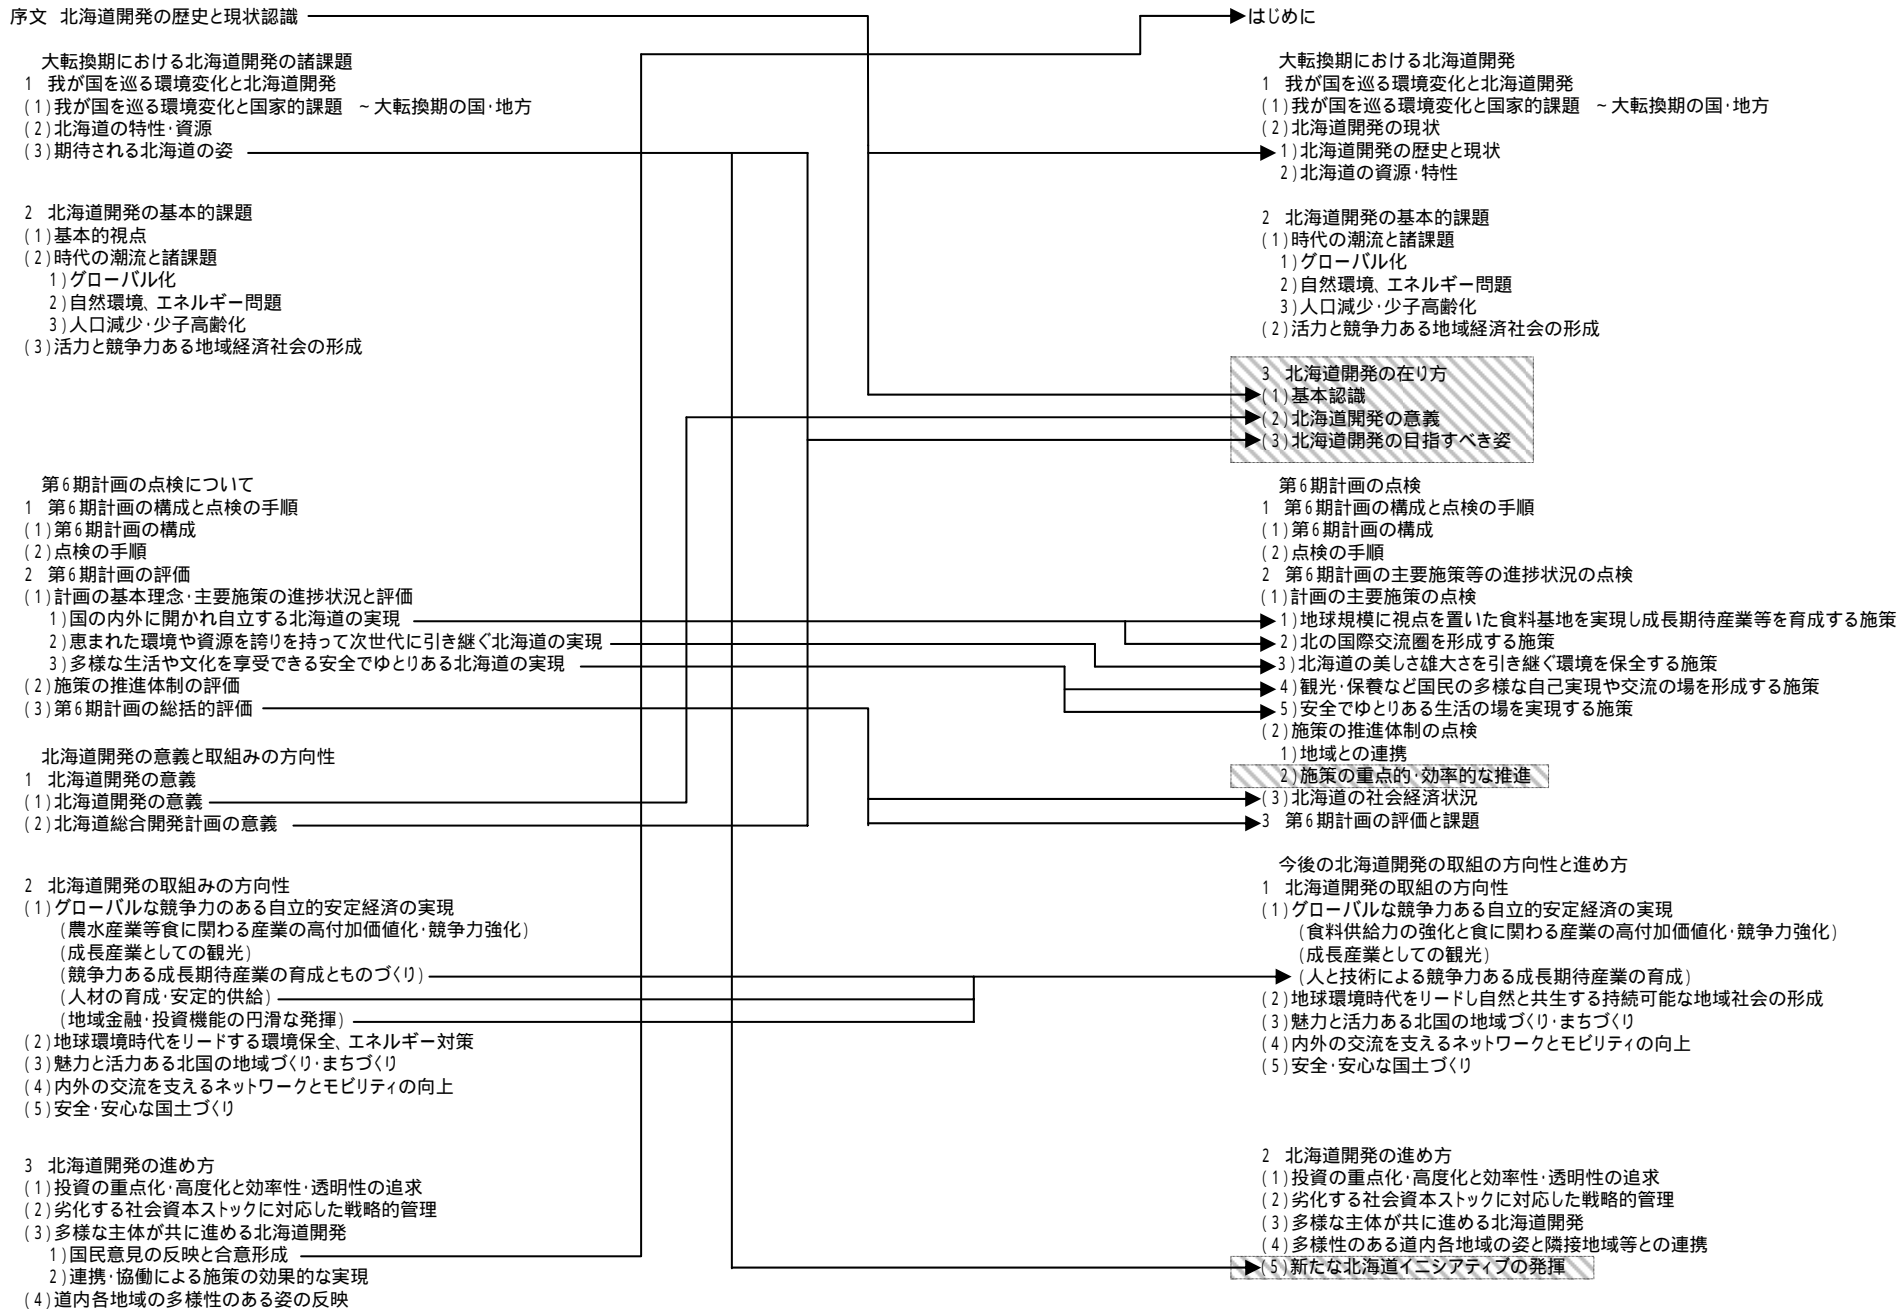 序文 北海道開発の歴史と現状認識
大転換期における北海道開発の諸課題
1 我が国を巡る環境変化と北海道開発
(1)我が国を巡る環境変化と国家的課題 ~大転換期の国・地方
(2)北海道の特性・資源
(3)期待される北海道の姿
2 北海道開発の基本的課題
(1)基本的視点
(2)時代の潮流と諸課題
1)グローバル化
2)自然環境、エネルギー問題
3)人口減少・少子高齢化
(3)活力と競争力ある地域経済社会の形成
第6期計画の点検について
1 第6期計画の構成と点検の手順
(1)第6期計画の構成
(2)点検の手順
2 第6期計画の評価
(1)計画の基本理念・主要施策の進捗状況と評価
1)国の内外に開かれ自立する北海道の実現
2)恵まれた環境や資源を誇りを持って次世代に引き継ぐ北海道の実現
3)多様な生活や文化を享受できる安全でゆとりある北海道の実現
(2)施策の推進体制の評価
(3)第6期計画の総括的評価
北海道開発の意義と取組みの方向性
1 北海道開発の意義
(1)北海道開発の意義
(2)北海道総合開発計画の意義
2 北海道開発の取組みの方向性
(1)グローバルな競争力のある自立的安定経済の実現
(農水産業等食に関わる産業の高付加価値化・競争力強化)
(成長産業としての観光)
(競争力ある成長期待産業の育成とものづくり)
(人材の育成・安定的供給)
(地域金融・投資機能の円滑な発揮)
(2)地球環境時代をリードする環境保全、エネルギー対策
(3)魅力と活力ある北国の地域づくり・まちづくり
(4)内外の交流を支えるネットワークとモビリティの向上
(5)安全・安心な国土づくり
3 北海道開発の進め方
(1)投資の重点化・高度化と効率性・透明性の追求
(2)劣化する社会資本ストックに対応した戦略的管理
(3)多様な主体が共に進める北海道開発
1)国民意見の反映と合意形成
2)連携・協働による施策の効果的な実現
(4)道内各地域の多様性のある姿の反映
はじめに
大転換期における北海道開発
1 我が国を巡る環境変化と北海道開発
(1)我が国を巡る環境変化と国家的課題 ~大転換期の国・地方
(2)北海道開発の現状
1)北海道開発の歴史と現状
2)北海道の資源・特性
2 北海道開発の基本的課題
(1)時代の潮流と諸課題
1)グローバル化
2)自然環境、エネルギー問題
3)人口減少・少子高齢化
(2)活力と競争力ある地域経済社会の形成
3 北海道開発の在り方
(1)基本認識
(2)北海道開発の意義
(3)北海道開発の目指すべき姿
第6期計画の点検
1 第6期計画の構成と点検の手順
(1)第6期計画の構成
(2)点検の手順
2 第6期計画の主要施策等の進捗状況の点検
(1)計画の主要施策の点検
1)地球規模に視点を置いた食料基地を実現し成長期待産業等を育成する施策
2)北の国際交流圏を形成する施策
3)北海道の美しさ雄大さを引き継ぐ環境を保全する施策
4)観光・保養など国民の多様な自己実現や交流の場を形成する施策
5)安全でゆとりある生活の場を実現する施策
(2)施策の推進体制の点検
1)地域との連携
2)施策の重点的・効率的な推進
(3)北海道の社会経済状況
3 第6期計画の評価と課題
今後の北海道開発の取組の方向性と進め方
1 北海道開発の取組の方向性
(1)グローバルな競争力ある自立的安定経済の実現
(食料供給力の強化と食に関わる産業の高付加価値化・競争力強化)
(成長産業としての観光)
(人と技術による競争力ある成長期待産業の育成)
(2)地球環境時代をリードし自然と共生する持続可能な地域社会の形成
(3)魅力と活力ある北国の地域づくり・まちづくり
(4)内外の交流を支えるネットワークとモビリティの向上
(5)安全・安心な国土づくり
2 北海道開発の進め方
(1)投資の重点化・高度化と効率性・透明性の追求
(2)劣化する社会資本ストックに対応した戦略的管理
(3)多様な主体が共に進める北海道開発
(4)多様性のある道内各地域の姿と隣接地域等との連携
(5)新たな北海道イニシアティブの発揮